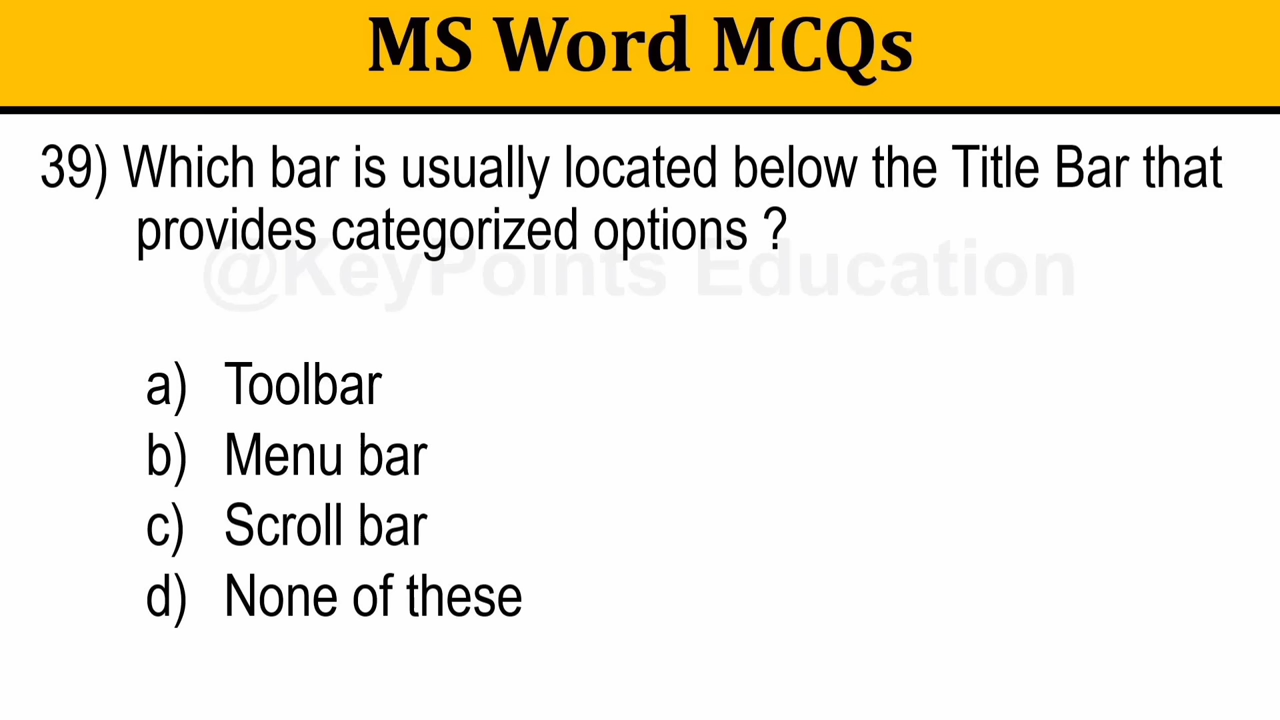 MS Word MCQs
39) Which bar is usually located below the Title Bar that
provides categorized options ?
@KeyPoints Education
a) Toolbar
b) Menu bar
c) Scroll bar
d) None of these